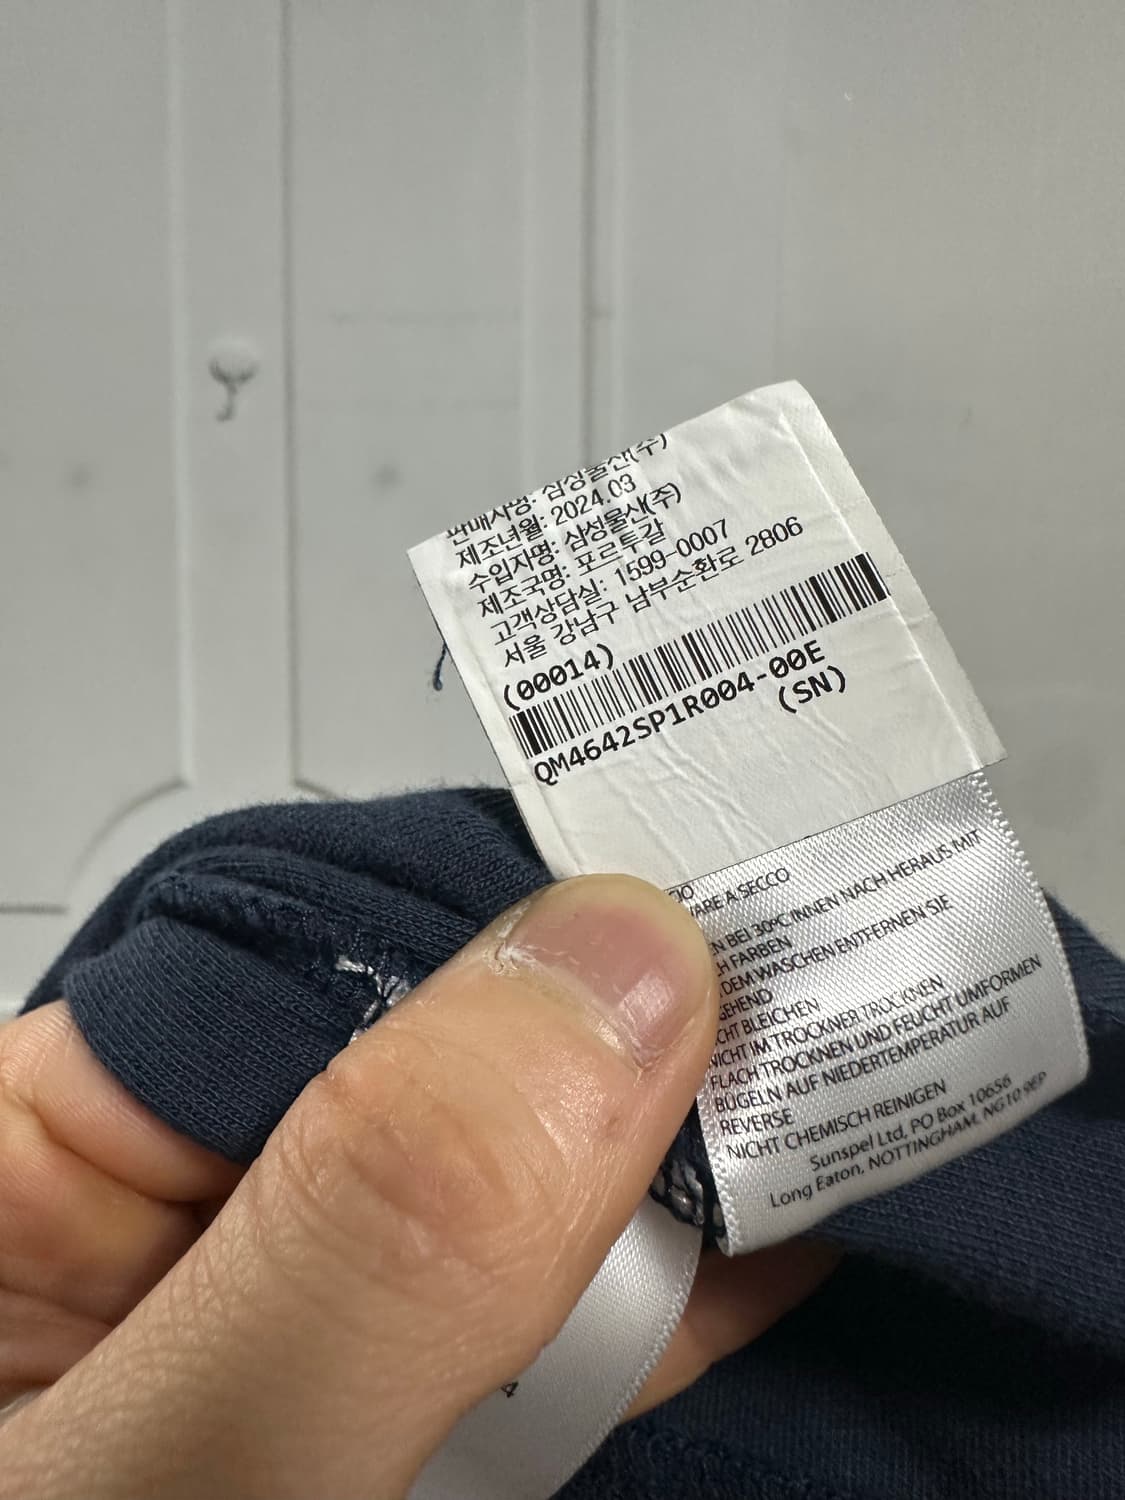 판매자명: 삼성물산(주)
제조년월: 2024.03
수입자명: 삼성물산(주)
제조국명: 포르투갈
고객상담실: 1599-0007
서울 강남구 남부순환로 2806
(00014)
QM4642SP1R004-00E
(SN)
A SECCO
BEI 30°C INNEN NACH HERAUS MIT
FARBEN
DEM WASCHEN ENTFERNEN SIE
BLEICHEN
NICHT IM TROCKNER TROCKNEN
FLACH TROCKNEN UND FEUCHT UMFORMEN
BÜGELN AUF NIEDERTEMPERATUR AUF
REVERSE
NICHT CHEMISCH REINIGEN
Sunspel Ltd, PO Box 10656
Long Eaton, NOTTINGHAM, NG10 9EP